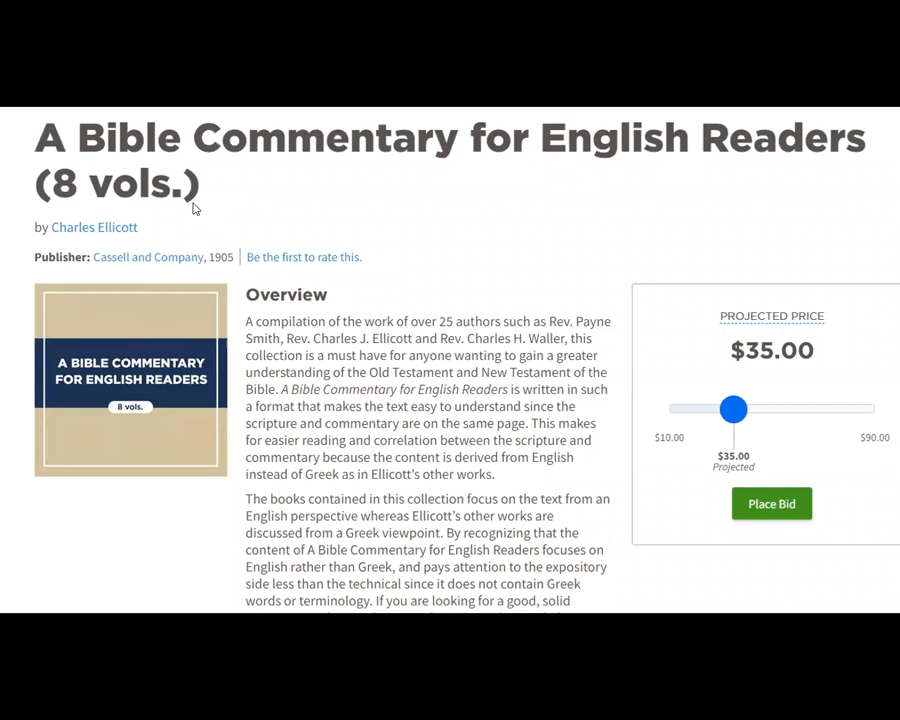 A Bible Commentary for English Readers
(8 vols.)
by Charles Ellicott
Publisher: Cassell and Company, 1905 | Be the first to rate this.
A BIBLE COMMENTARY
FOR ENGLISH READERS
8 vols.
Overview
A compilation of the work of over 25 authors such as Rev. Payne
Smith, Rev. Charles J. Ellicott and Rev. Charles H. Waller, this
collection is a must have for anyone wanting to gain a greater
understanding of the Old Testament and New Testament of the
Bible. A Bible Commentary for English Readers is written in such
a format that makes the text easy to understand since the
scripture and commentary are on the same page. This makes
for easier reading and correlation between the scripture and
commentary because the content is derived from English
instead of Greek as in Ellicott's other works.
The books contained in this collection focus on the text from an
English perspective whereas Ellicott's other works are
discussed from a Greek viewpoint. By recognizing that the
content of A Bible Commentary for English Readers focuses on
English rather than Greek, and pays attention to the expository
side less than the technical since it does not contain Greek
words or terminology. If you are looking for a good, solid
PROJECTED PRICE
$35.00
$10.00
$90.00
$35.00
Projected
Place Bid